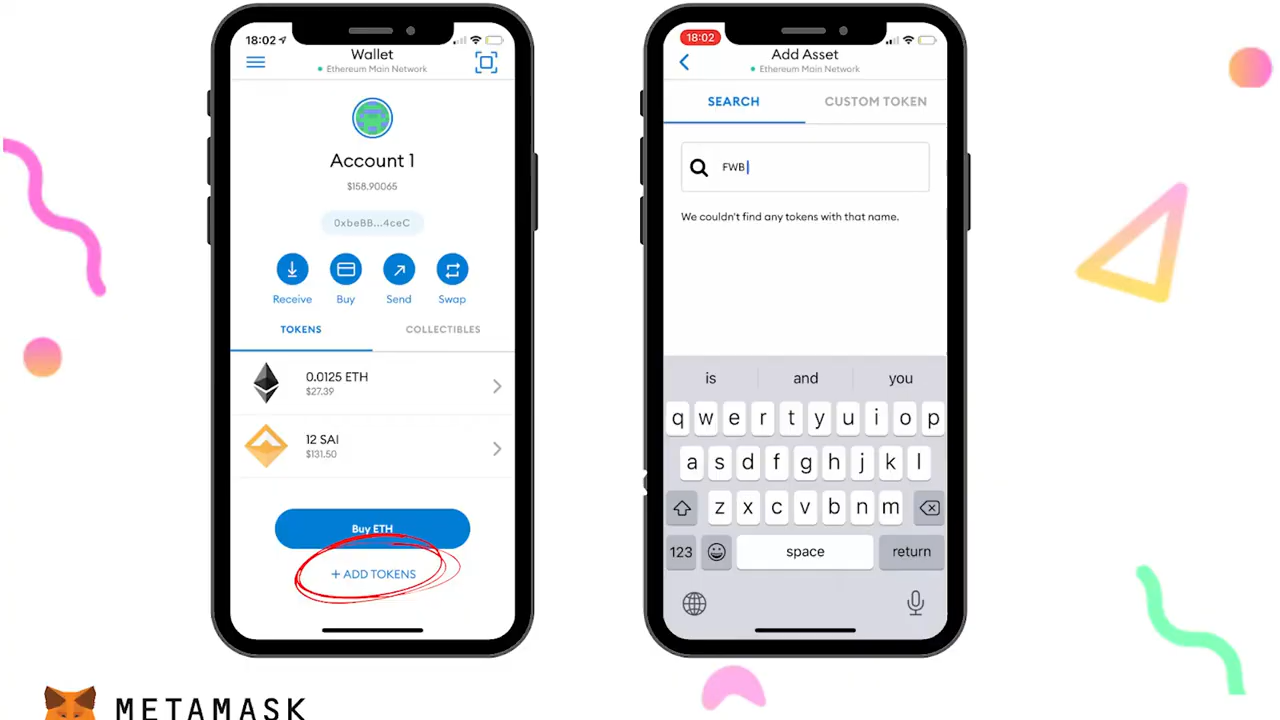 18:02
Wallet
Ethereum Main Network
Account 1
$158.90065
0xbeBB...4ceC
Receive Buy Send Swap
TOKENS COLLECTIBLES
0.0125 ETH
$27.39
12 SAI
$131.50
Buy ETH
+ ADD TOKENS
18:02
Add Asset
Ethereum Main Network
SEARCH CUSTOM TOKEN
FWB
We couldn't find any tokens with that name.
is and you
q w e r t y u i o p
a s d f g h j k l
z x c v b n m
123 space return
METAMASK